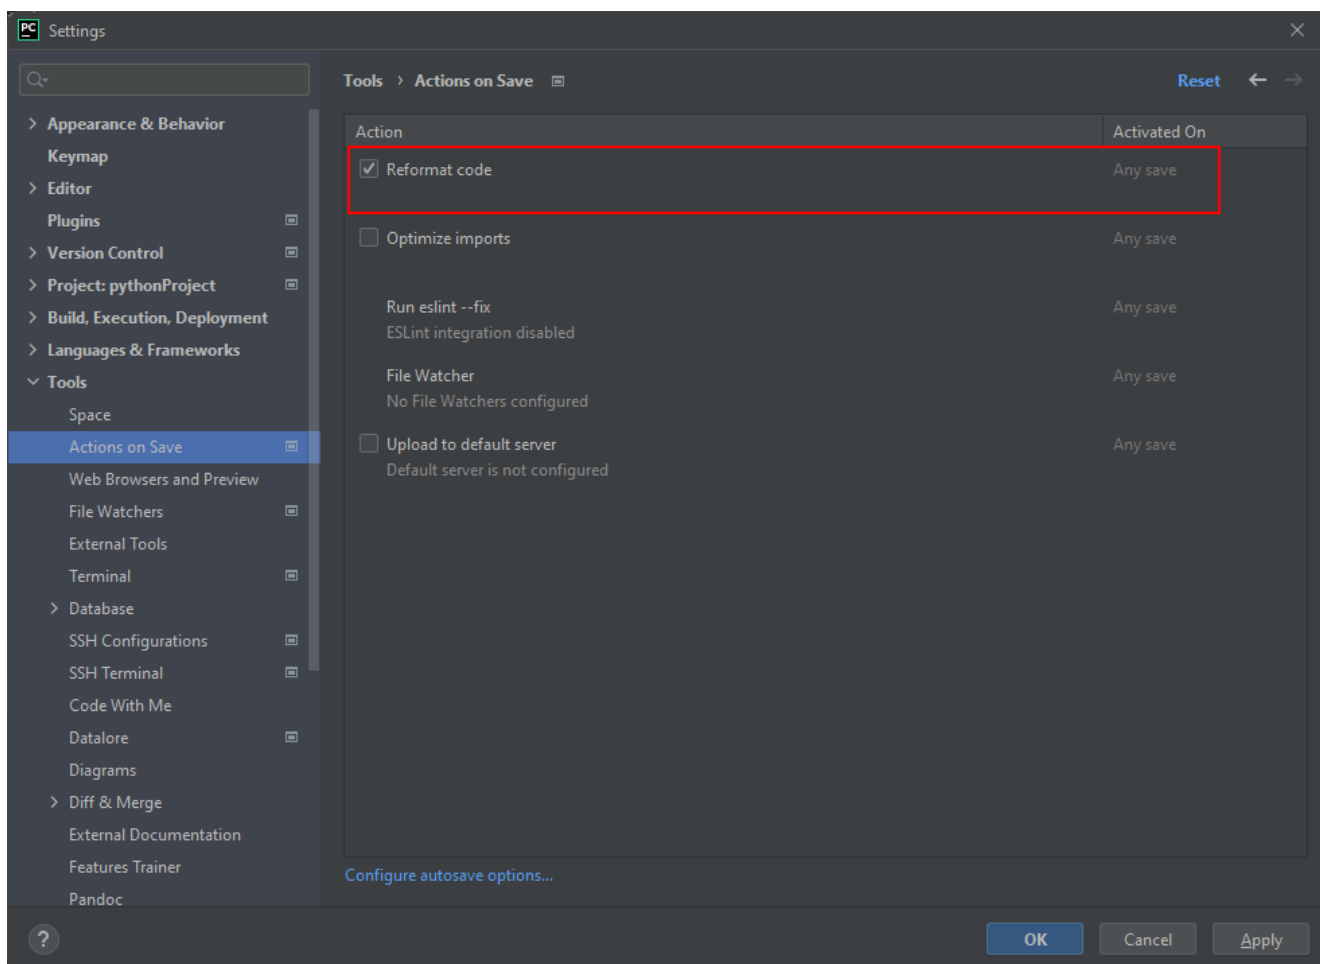 PC Settings
Tools › Actions on Save Reset
Appearance & Behavior
Keymap
Editor
Plugins
Version Control
Project: pythonProject
Build, Execution, Deployment
Languages & Frameworks
Tools
Space
Actions on Save
Web Browsers and Preview
File Watchers
External Tools
Terminal
Database
SSH Configurations
SSH Terminal
Code With Me
Datalore
Diagrams
Diff & Merge
External Documentation
Features Trainer
Pandoc
Action Activated On
Reformat code Any save
Optimize imports Any save
Run eslint --fix Any save
ESLint integration disabled
File Watcher Any save
No File Watchers configured
Upload to default server Any save
Default server is not configured
Configure autosave options...
? OK Cancel Apply